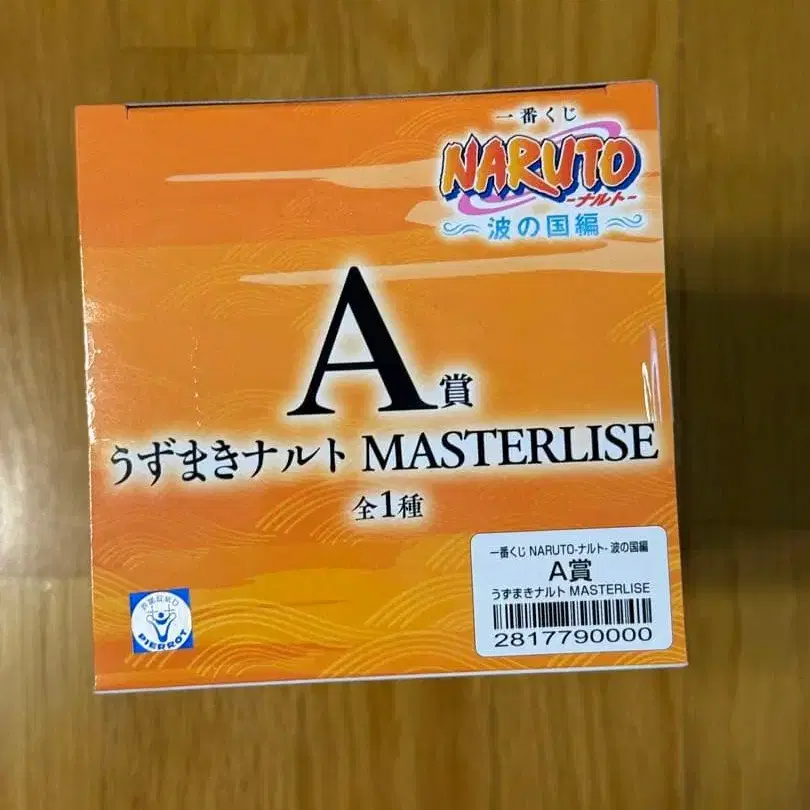 一番くじ
NARUTO
-ナルト-
～波の国編～
A賞
うずまきナルト MASTERLISE
全1種
一番くじ NARUTO-ナルト- 波の国編
A賞
うずまきナルト MASTERLISE
2817790000
PIERROT